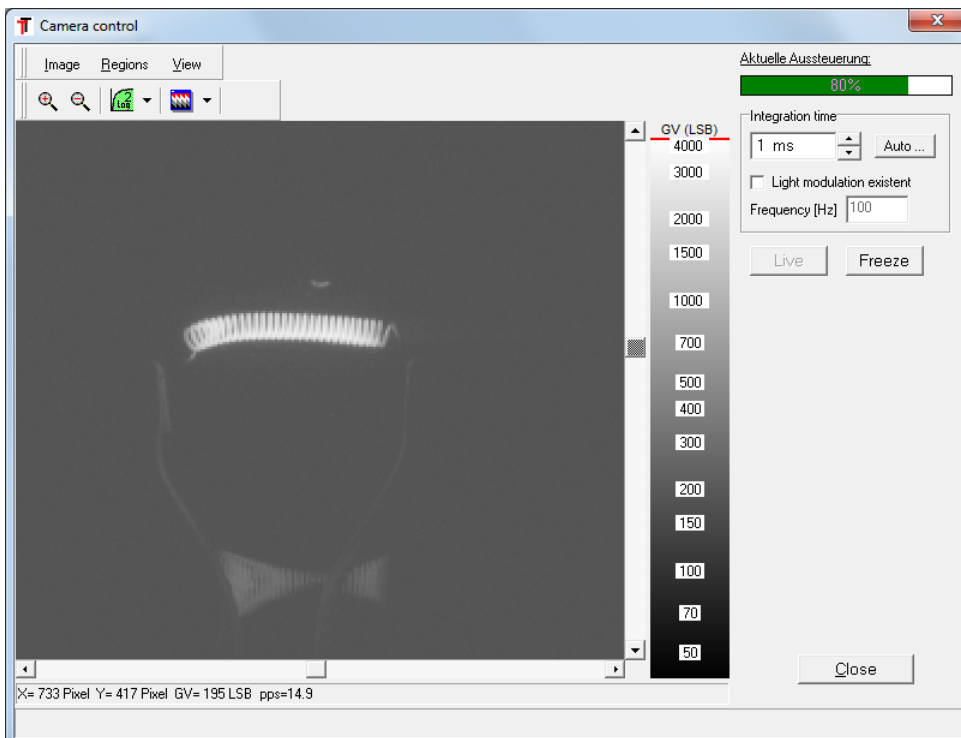 Camera control
Image Regions View
Aktuelle Aussteuerung:
80%
Integration time
1 ms Auto ...
Light modulation existent
Frequency [Hz] 100
Live Freeze
Log 2
GV (LSB)
4000
3000
2000
1500
1000
700
500
400
300
200
150
100
70
50
Close
X= 733 Pixel Y= 417 Pixel GV= 195 LSB pps=14.9